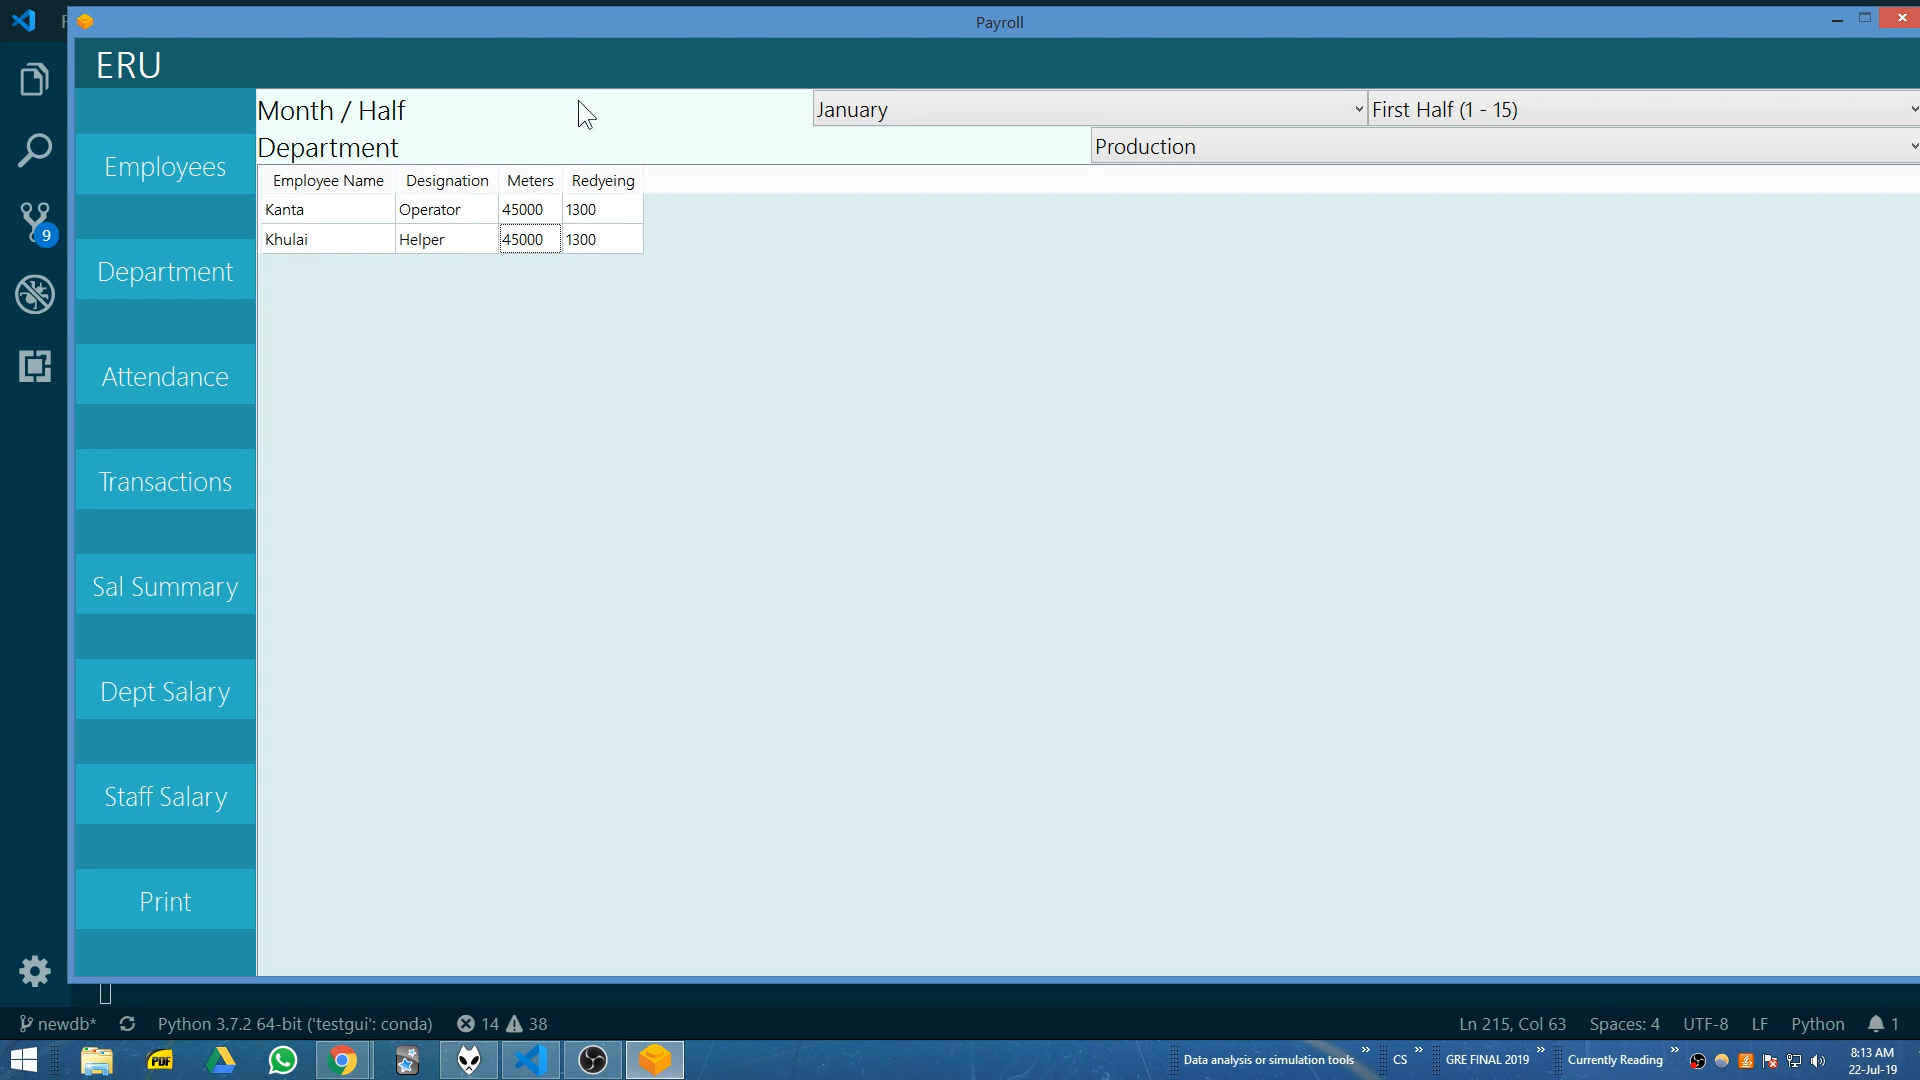 Payroll
ERU
Month / Half
January
First Half (1 - 15)
Department
Production
Employee Name Designation Meters Redyeing
Kanta Operator 45000 1300
Khulai Helper 45000 1300
Employees
Department
Attendance
Transactions
Sal Summary
Dept Salary
Staff Salary
Print
9
newdb* Python 3.7.2 64-bit ('testgui': conda) 14 38
Ln 215, Col 63 Spaces: 4 UTF-8 LF Python 1
PDF
Data analysis or simulation tools » CS » GRE FINAL 2019 » Currently Reading »
8:13 AM
22-Jul-19